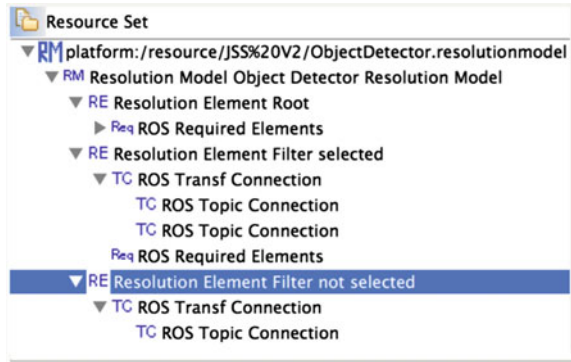 Resource Set
RM platform:/resource/JSS%20V2/ObjectDetector.resolutionmodel
RM Resolution Model Object Detector Resolution Model
RE Resolution Element Root
Req ROS Required Elements
RE Resolution Element Filter selected
TC ROS Transf Connection
TC ROS Topic Connection
TC ROS Topic Connection
Req ROS Required Elements
RE Resolution Element Filter not selected
TC ROS Transf Connection
TC ROS Topic Connection